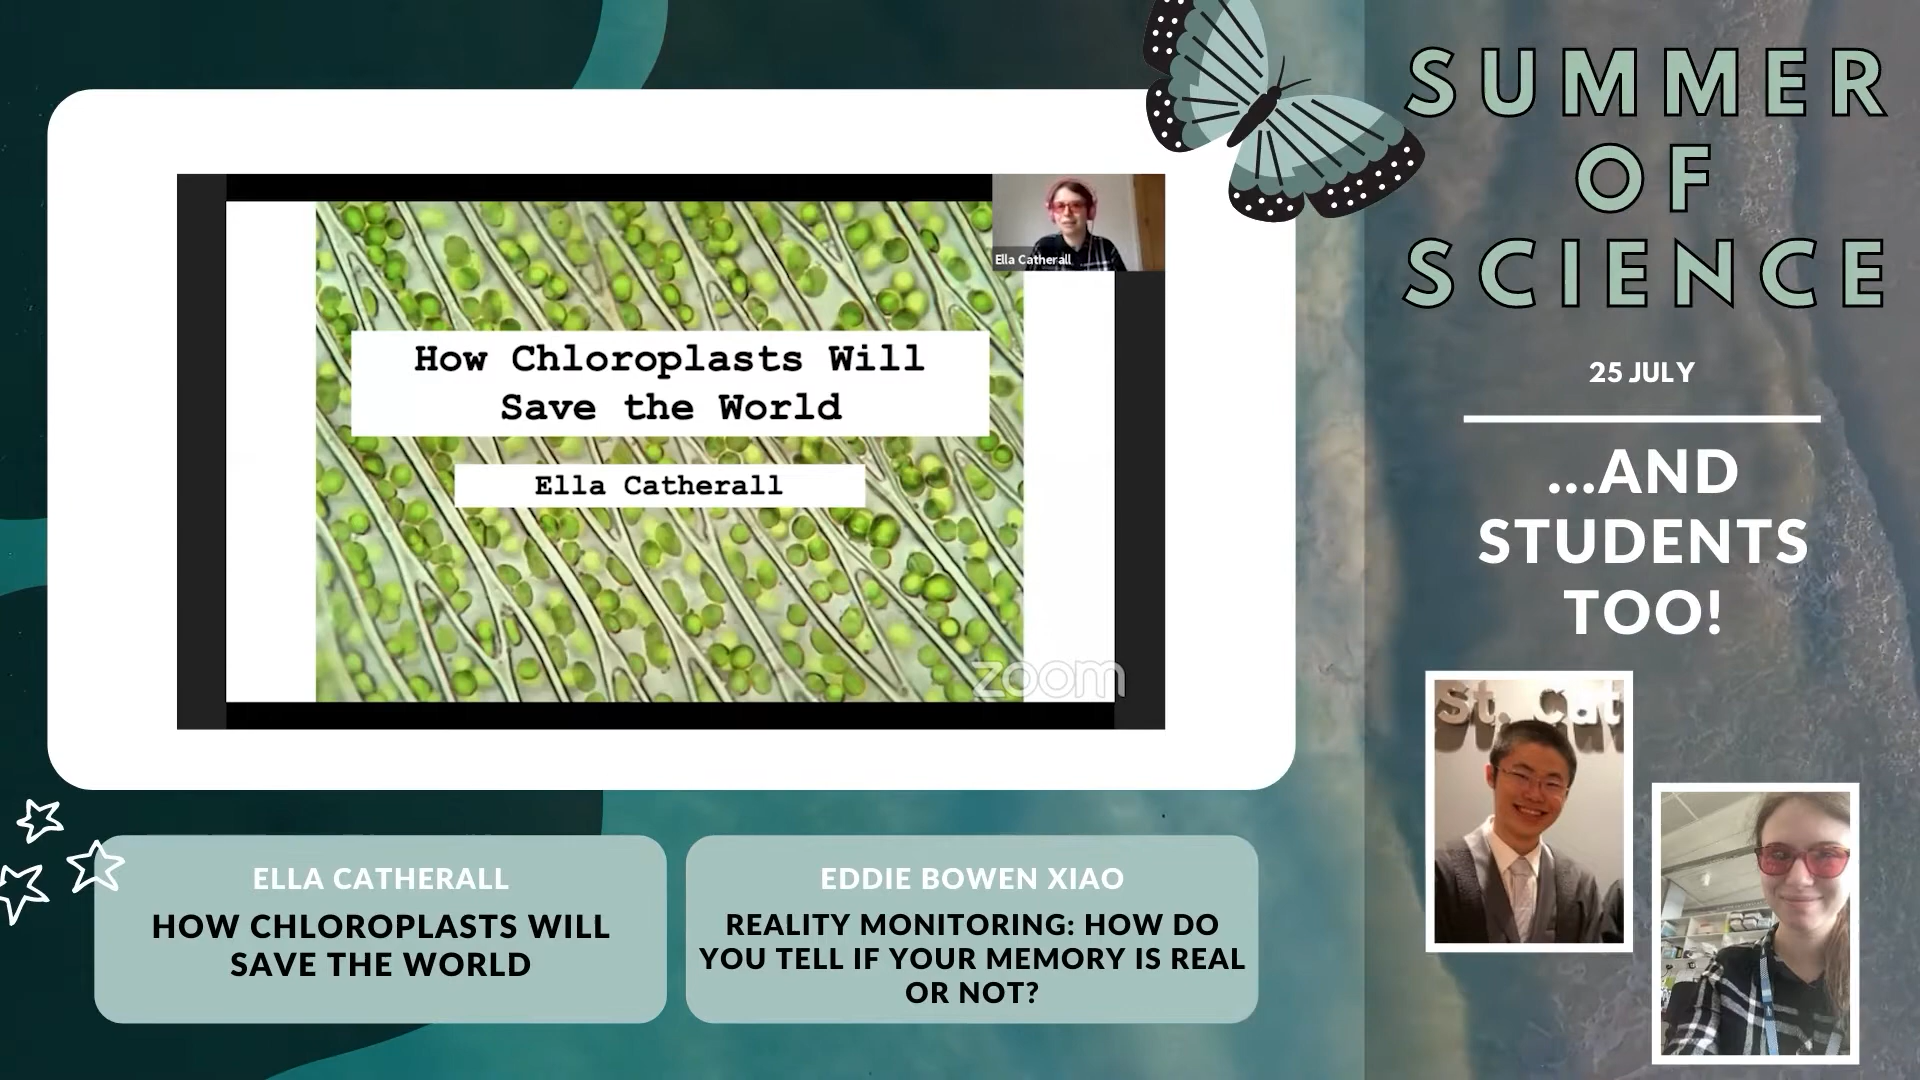 SUMMER
OF
SCIENCE
25 JULY
...AND
STUDENTS
TOO!
Ella Catherall
How Chloroplasts Will
Save the World
Ella Catherall
zoom
St. Cat
ELLA CATHERALL
HOW CHLOROPLASTS WILL
SAVE THE WORLD
EDDIE BOWEN XIAO
REALITY MONITORING: HOW DO
YOU TELL IF YOUR MEMORY IS REAL
OR NOT?